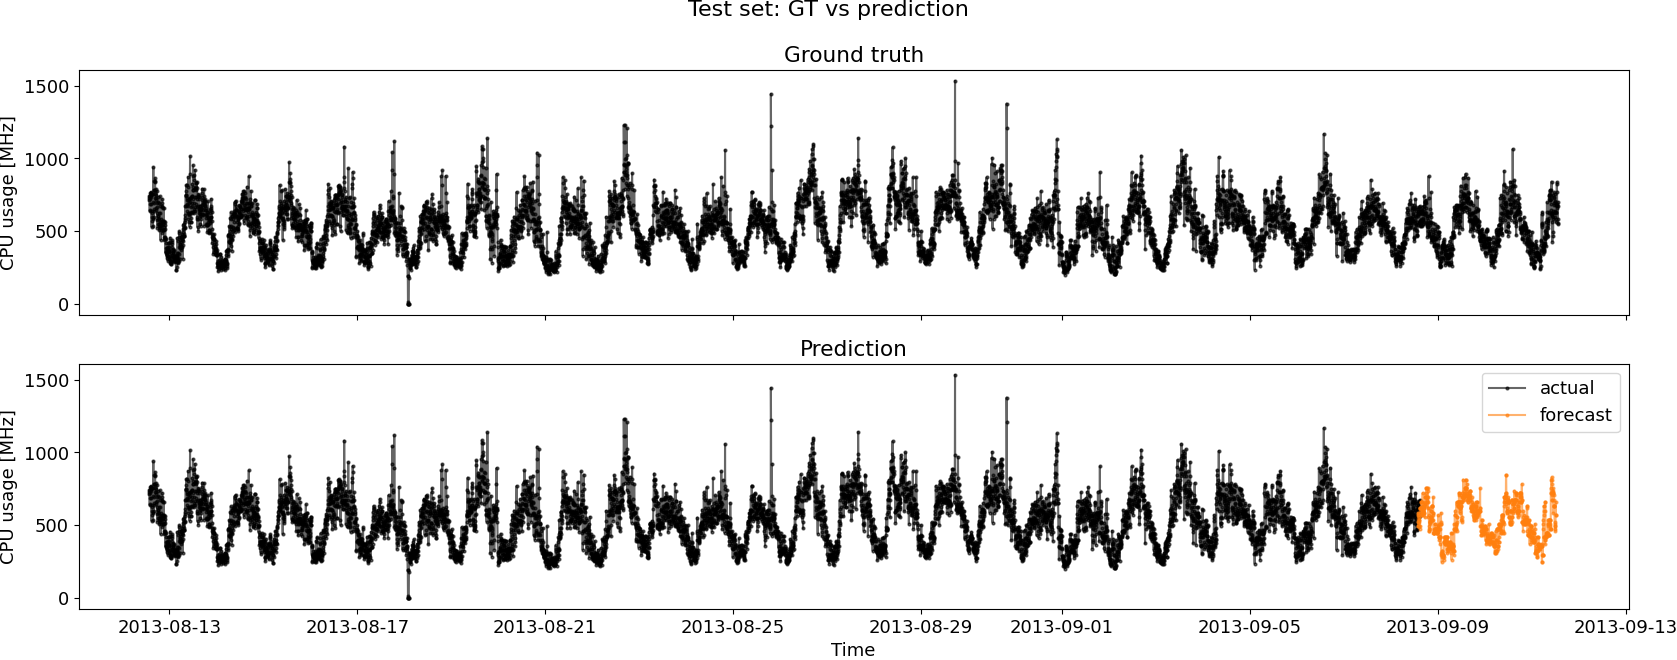 Test set: GT vs prediction
Ground truth
CPU usage [MHz]
1500
1000
500
0
Prediction
CPU usage [MHz]
1500
1000
500
0
actual
forecast
2013-08-13 2013-08-17 2013-08-21 2013-08-25 2013-08-29 2013-09-01 2013-09-05 2013-09-09 2013-09-13
Time